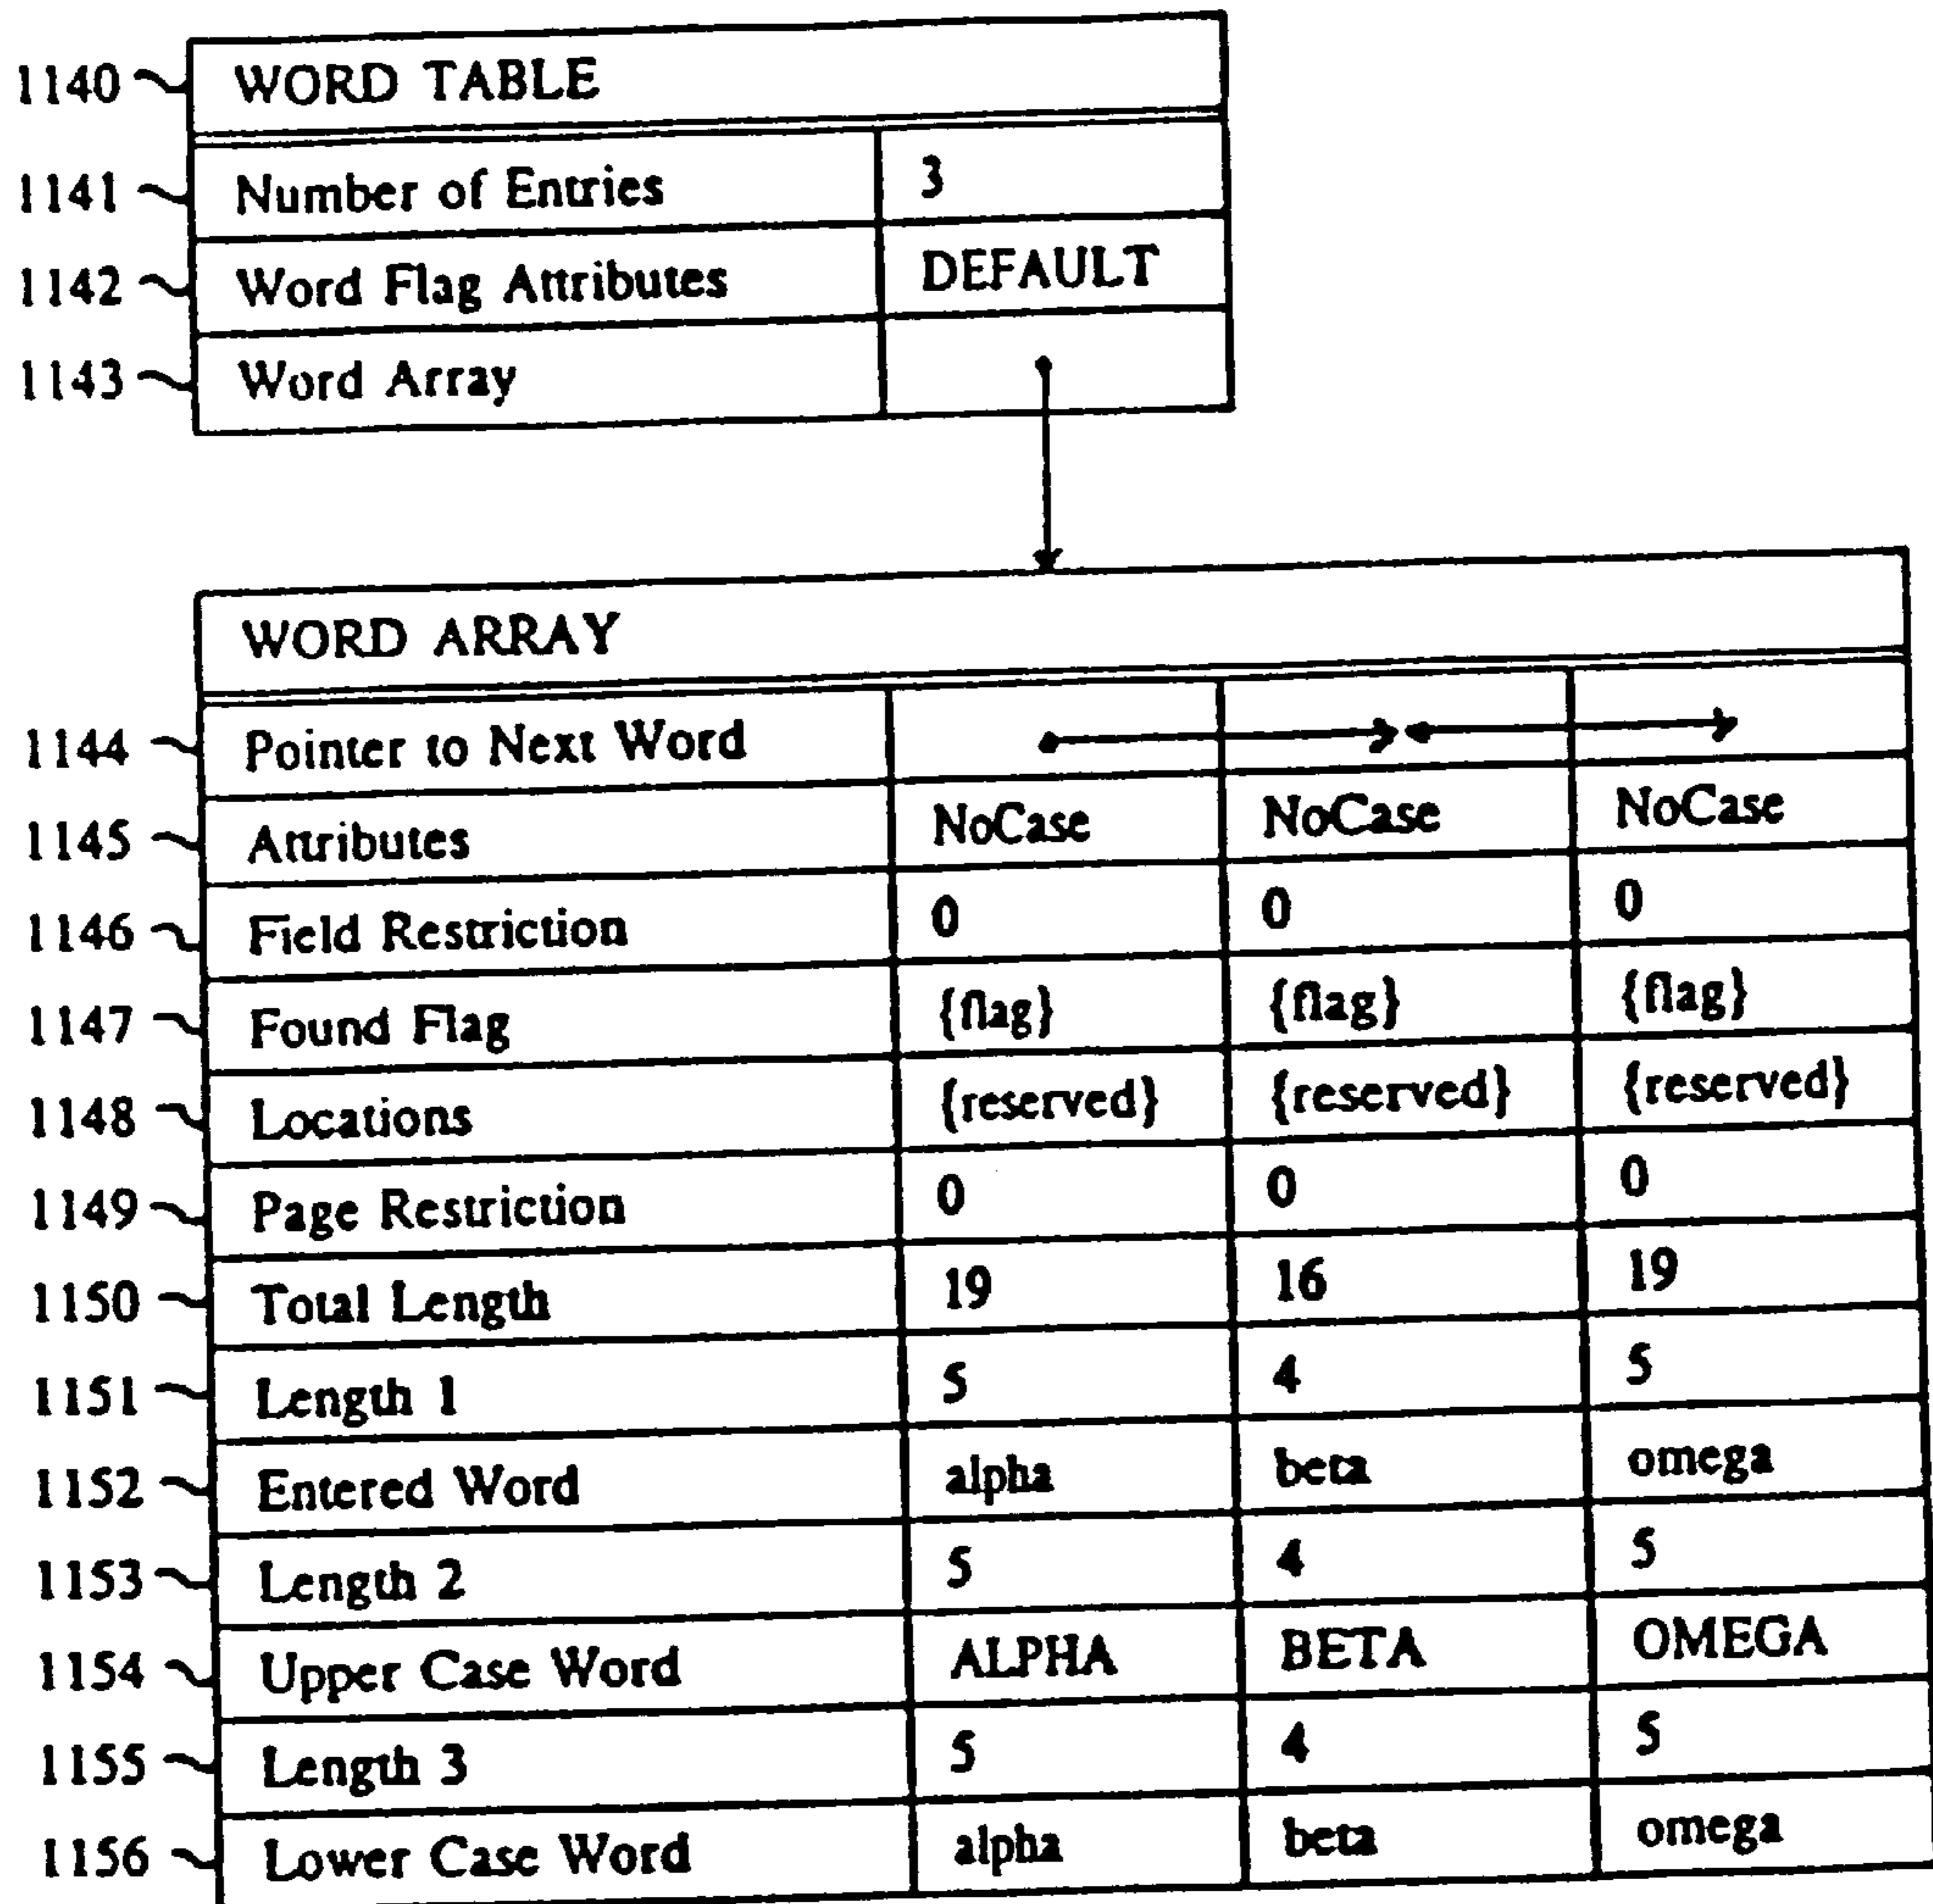 1140 WORD TABLE
1141 Number of Entries 3
1142 Word Flag Attributes DEFAULT
1143 Word Array
WORD ARRAY
1144 Pointer to Next Word
1145 Attributes NoCase NoCase NoCase
1146 Field Restriction 0 0 0
1147 Found Flag {flag} {flag} {flag}
1148 Locations {reserved} {reserved} {reserved}
1149 Page Restriction 0 0 0
1150 Total Length 19 16 19
1151 Length 1 5 4 5
1152 Entered Word alpha beta omega
1153 Length 2 5 4 5
1154 Upper Case Word ALPHA BETA OMEGA
1155 Length 3 5 4 5
1156 Lower Case Word alpha beta omega